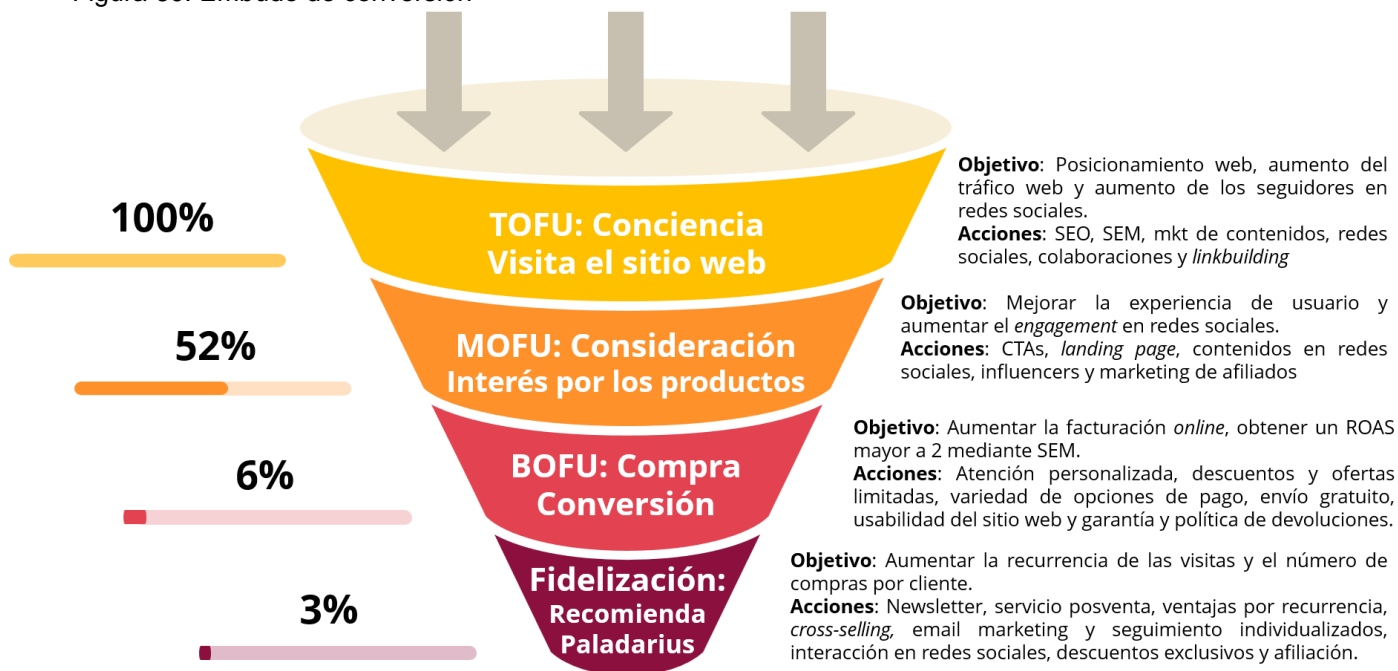 100%
TOFU: Conciencia
Visita el sitio web
Objetivo: Posicionamiento web, aumento del
tráfico web y aumento de los seguidores en
redes sociales.
Acciones: SEO, SEM, mkt de contenidos, redes
sociales, colaboraciones y linkbuilding
52%
MOFU: Consideración
Interés por los productos
Objetivo: Mejorar la experiencia de usuario y
aumentar el engagement en redes sociales.
Acciones: CTAs, landing page, contenidos en redes
sociales, influencers y marketing de afiliados
6%
BOFU: Compra
Conversión
Objetivo: Aumentar la facturación online, obtener un ROAS
mayor a 2 mediante SEM.
Acciones: Atención personalizada, descuentos y ofertas
limitadas, variedad de opciones de pago, envío gratuito,
usabilidad del sitio web y garantía y política de devoluciones.
3%
Fidelización:
Recomienda
Paladarius
Objetivo: Aumentar la recurrencia de las visitas y el número de
compras por cliente.
Acciones: Newsletter, servicio posventa, ventajas por recurrencia,
cross-selling, email marketing y seguimiento individualizados,
interacción en redes sociales, descuentos exclusivos y afiliación.